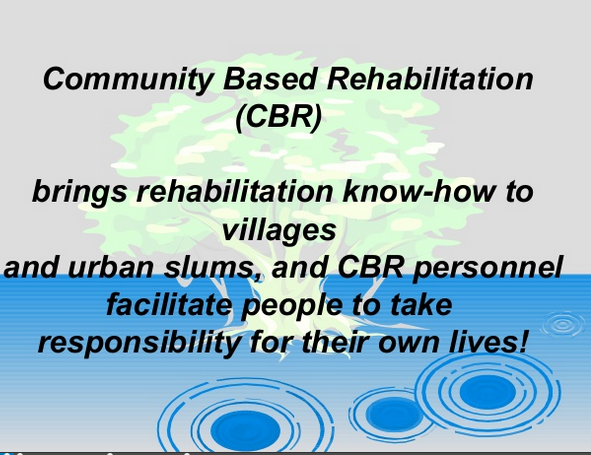 Community Based Rehabilitation
(CBR)
brings rehabilitation know-how to
villages
and urban slums, and CBR personnel
facilitate people to take
responsibility for their own lives!